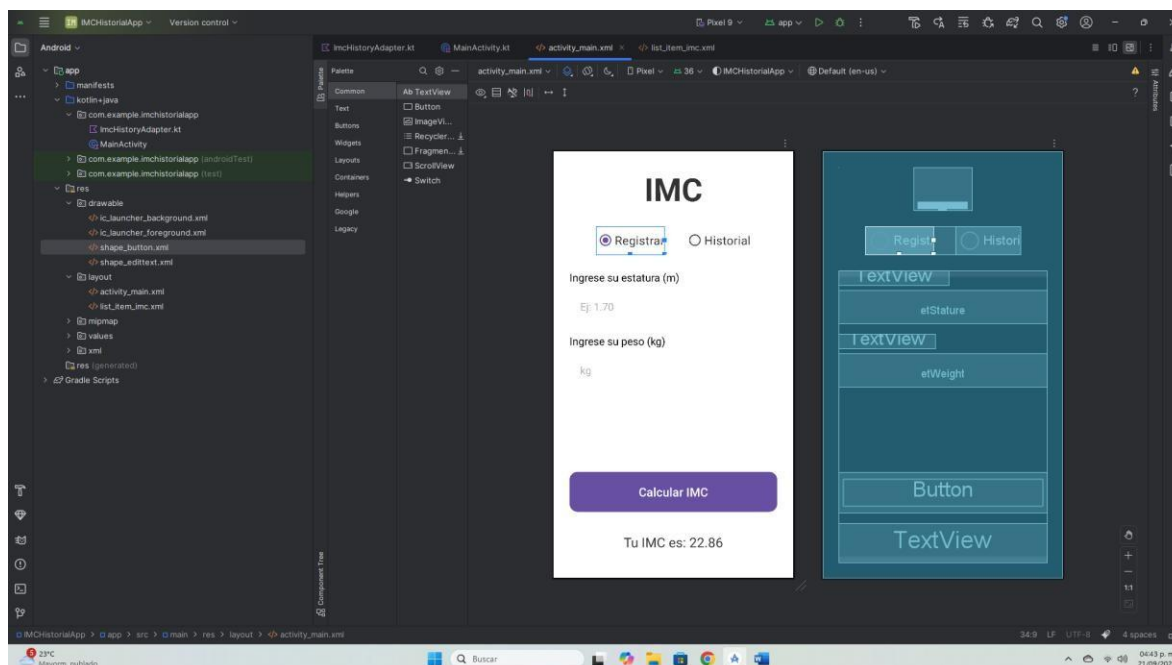 IM IMCHistorialApp Version control Pixel 9 app
Android ImcHistoryAdapter.kt MainActivity.kt activity_main.xml list_item_imc.xml
app
manifests
kotlin+java
com.example.imchistorialapp
ImcHistoryAdapter.kt
MainActivity
com.example.imchistorialapp (androidTest)
com.example.imchistorialapp (test)
res
drawable
ic_launcher_background.xml
ic_launcher_foreground.xml
shape_button.xml
shape_edittext.xml
layout
activity_main.xml
list_item_imc.xml
mipmap
values
xml
res (generated)
Gradle Scripts
Palette
Palette
Common
Text
Buttons
Widgets
Layouts
Containers
Helpers
Google
Legacy
Ab TextView
Button
ImageVi...
Recycler...
Fragmen...
ScrollView
Switch
Component Tree
activity_main.xml Pixel 36 IMCHistorialApp Default (en-us)
Attributes
IMC
Registrar Historial
Ingrese su estatura (m)
Ej: 1.70
Ingrese su peso (kg)
kg
Calcular IMC
Tu IMC es: 22.86
Regist Histori
TextView
etStature
TextView
etWeight
Button
TextView
1:1
IMCHistorialApp > app > src > main > res > layout > activity_main.xml 34:9 LF UTF-8 4 spaces
23°C
Mayorm. nublado
Buscar
04:43 p.